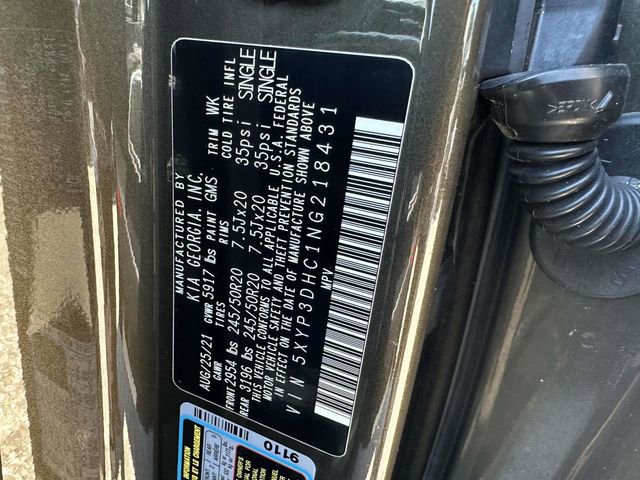 MANUFACTURED BY
KIA GEORGIA, INC.
AUG/25/21 GVWR 5917 lbs PAINT GMS TRIM WK
GAWR TIRES RIMS COLD TIRE INFL
FRONT 2954 lbs 245/50R20 7.5Jx20 35psi SINGLE
REAR 3196 lbs 245/50R20 7.5Jx20 35psi SINGLE
THIS VEHICLE CONFORMS TO ALL APPLICABLE U.S.A. FEDERAL
MOTOR VEHICLE SAFETY AND THEFT PREVENTION STANDARDS
IN EFFECT ON THE DATE OF MANUFACTURE SHOWN ABOVE
V I N 5XYP3DHC1NG218431
MPV
>EPDM<
9110
INFORMATION